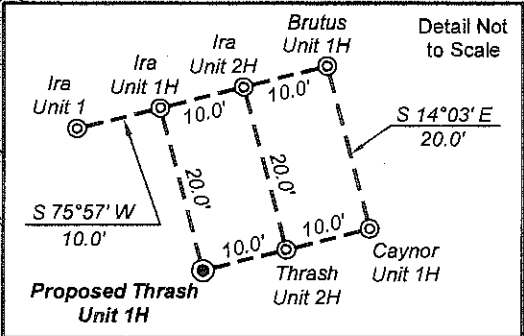 Detail Not
to Scale
Brutus
Unit 1H
Ira
Unit 2H
Ira
Unit 1H
Ira
Unit 1
10.0'
10.0'
S 14°03' E
20.0'
20.0'
20.0'
S 75°57' W
10.0'
10.0'
10.0'
Caynor
Unit 1H
Thrash
Unit 2H
Proposed Thrash
Unit 1H